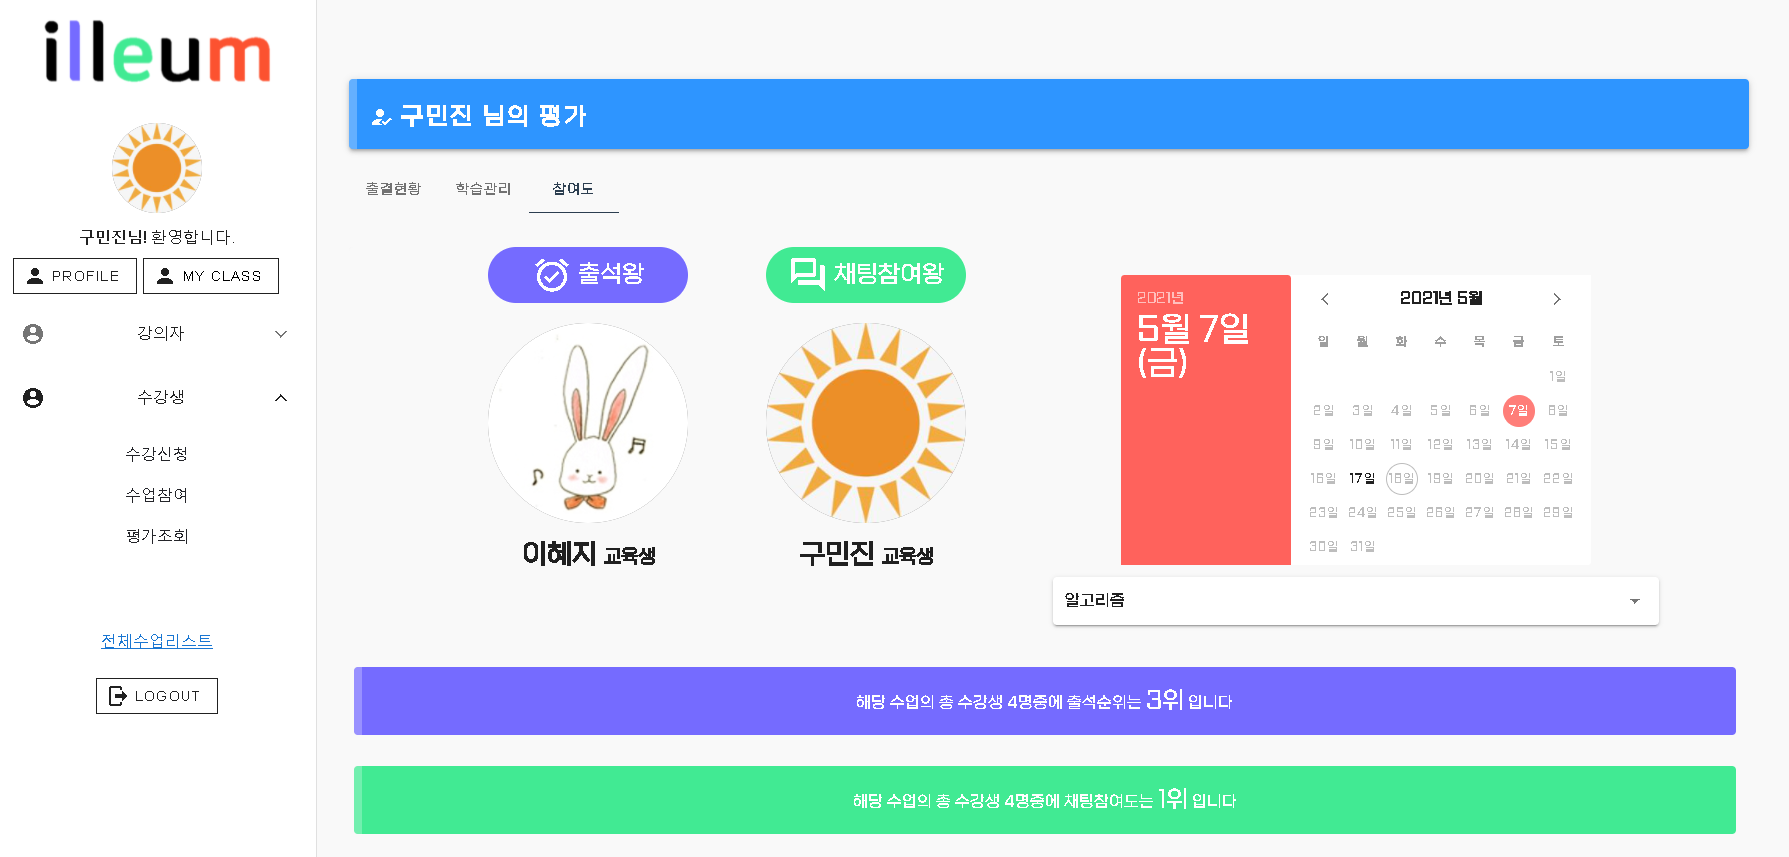 illeum
구민진님! 환영합니다.
PROFILE
MY CLASS
강의자
수강생
수강신청
수업참여
평가조회
전체수업리스트
LOGOUT
구민진 님의 평가
출결현황 학습관리 참여도
출석왕
이혜지 교육생
채팅참여왕
구민진 교육생
2021년
5월 7일
(금)
2021년 5월
일 월 화 수 목 금 토
1일
2일 3일 4일 5일 6일 7일 8일
9일 10일 11일 12일 13일 14일 15일
16일 17일 18일 19일 20일 21일 22일
23일 24일 25일 26일 27일 28일 29일
30일 31일
알고리즘
해당 수업의 총 수강생 4명중에 출석순위는 3위 입니다
해당 수업의 총 수강생 4명중에 채팅참여도는 1위 입니다